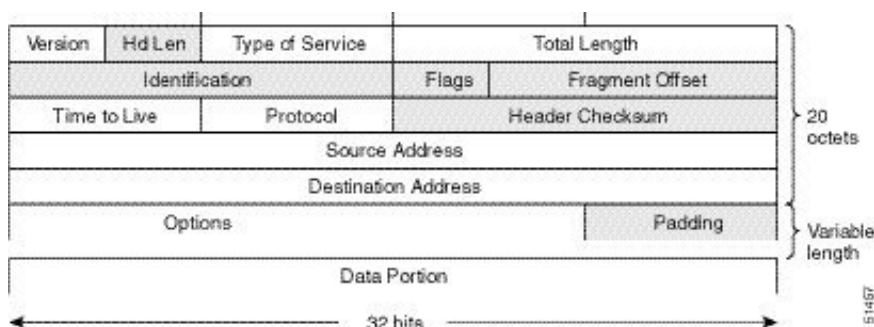 Version Hd Len Type of Service Total Length
Identification Flags Fragment Offset
Time to Live Protocol Header Checksum
20 octets
Source Address
Destination Address
Options Padding
Variable length
Data Portion
32 bits
51457